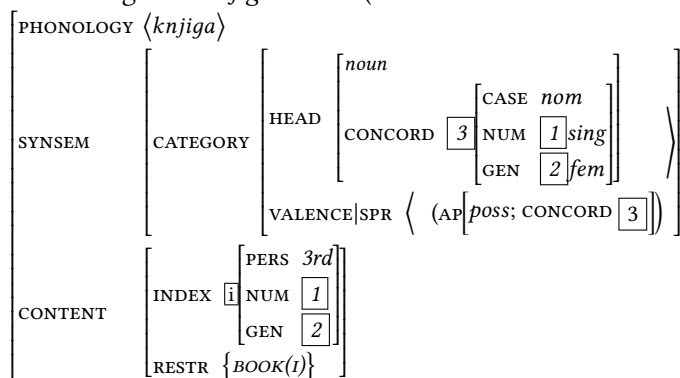 PHONOLOGY ⟨knjiga⟩
noun
CASE nom
HEAD
CONCORD 3 NUM 1 sing
SYNSEM CATEGORY
GEN 2 fem
VALENCE|SPR ⟨ (AP[poss; CONCORD 3]) ⟩
PERS 3rd
INDEX i NUM 1
CONTENT
GEN 2
RESTR {BOOK(I)}